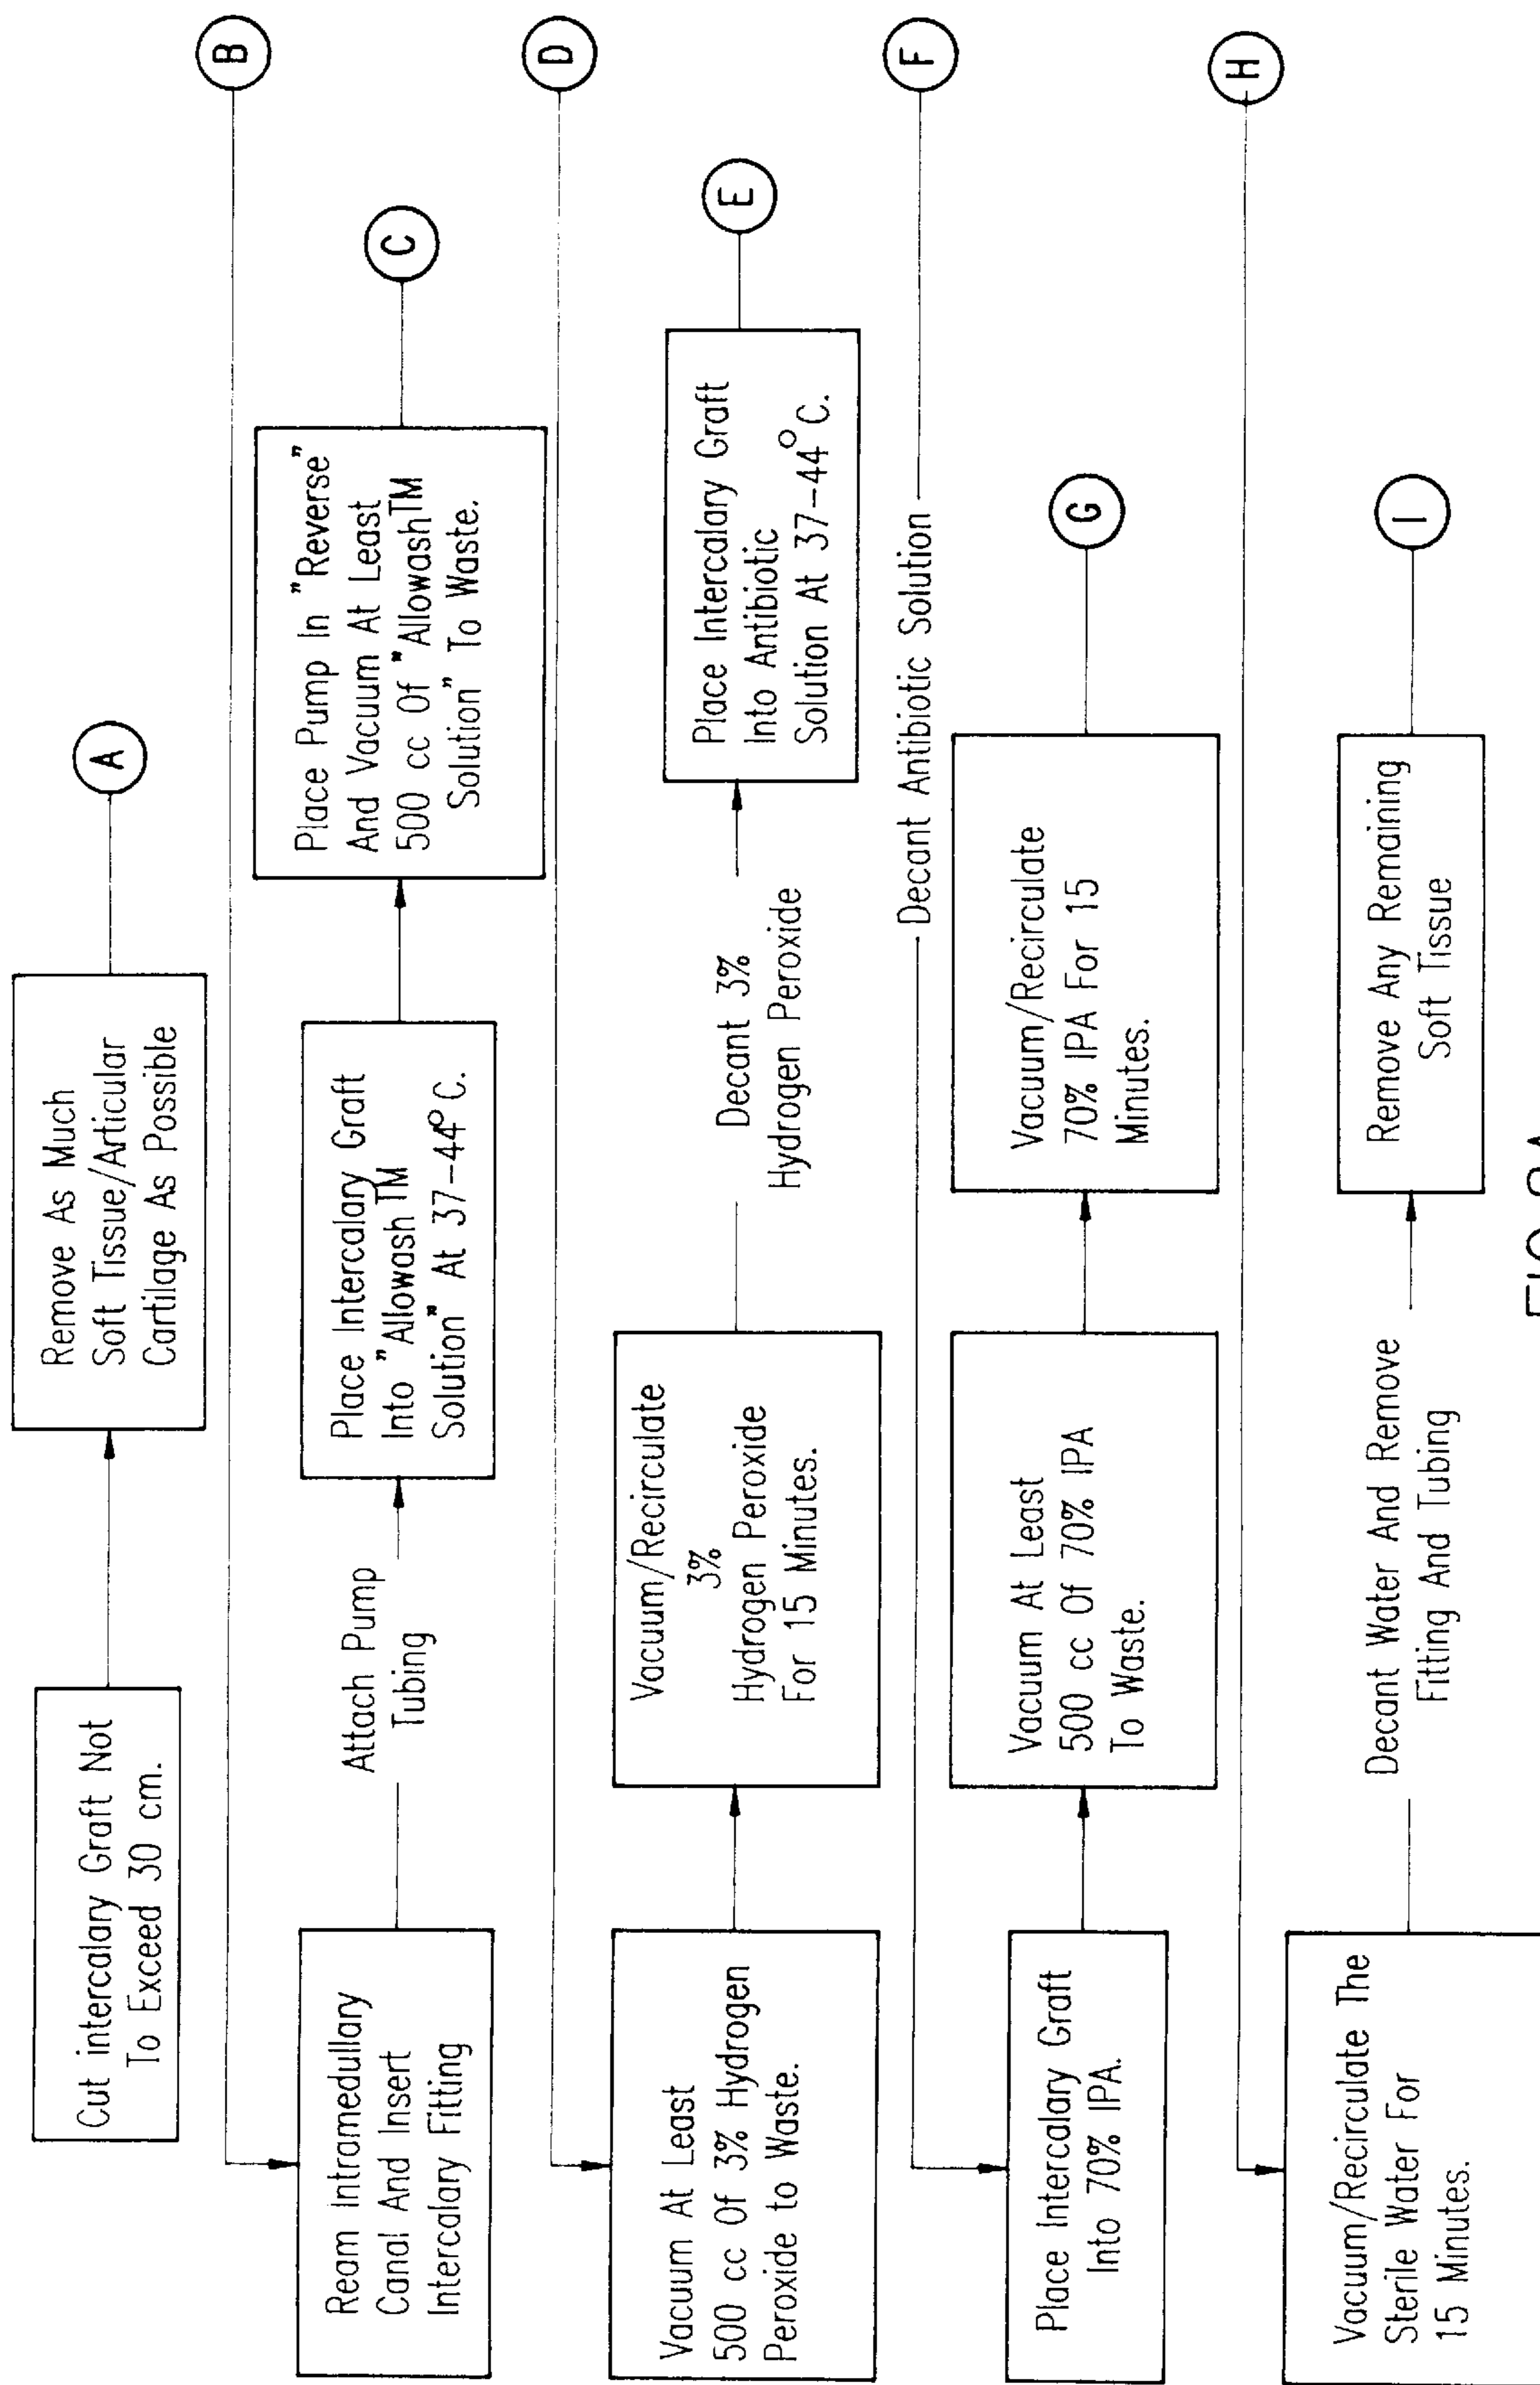 Cut intercalary Graft Not
To Exceed 30 cm.
Remove As Much
Soft Tissue/Articular
Cartilage As Possible
A
B
Ream Intramedullary
Canal And Insert
Intercalary Fitting
Attach Pump
Tubing
Place Intercalary Graft
Into "Allowash™
Solution" At 37-44°C.
Place Pump In "Reverse"
And Vacuum At Least
500 cc Of "Allowash™
Solution" To Waste.
C
D
Vacuum At Least
500 cc Of 3% Hydrogen
Peroxide to Waste.
Vacuum/Recirculate
3%
Hydrogen Peroxide
For 15 Minutes.
Decant 3%
Hydrogen Peroxide
Place Intercalary Graft
Into Antibiotic
Solution At 37-44°C.
E
Decant Antibiotic Solution
F
Place Intercalary Graft
Into 70% IPA.
Vacuum At Least
500 cc Of 70% IPA
To Waste.
Vacuum/Recirculate
70% IPA For 15
Minutes.
G
H
Vacuum/Recirculate The
Sterile Water For
15 Minutes.
Decant Water And Remove
Fitting And Tubing
Remove Any Remaining
Soft Tissue
I